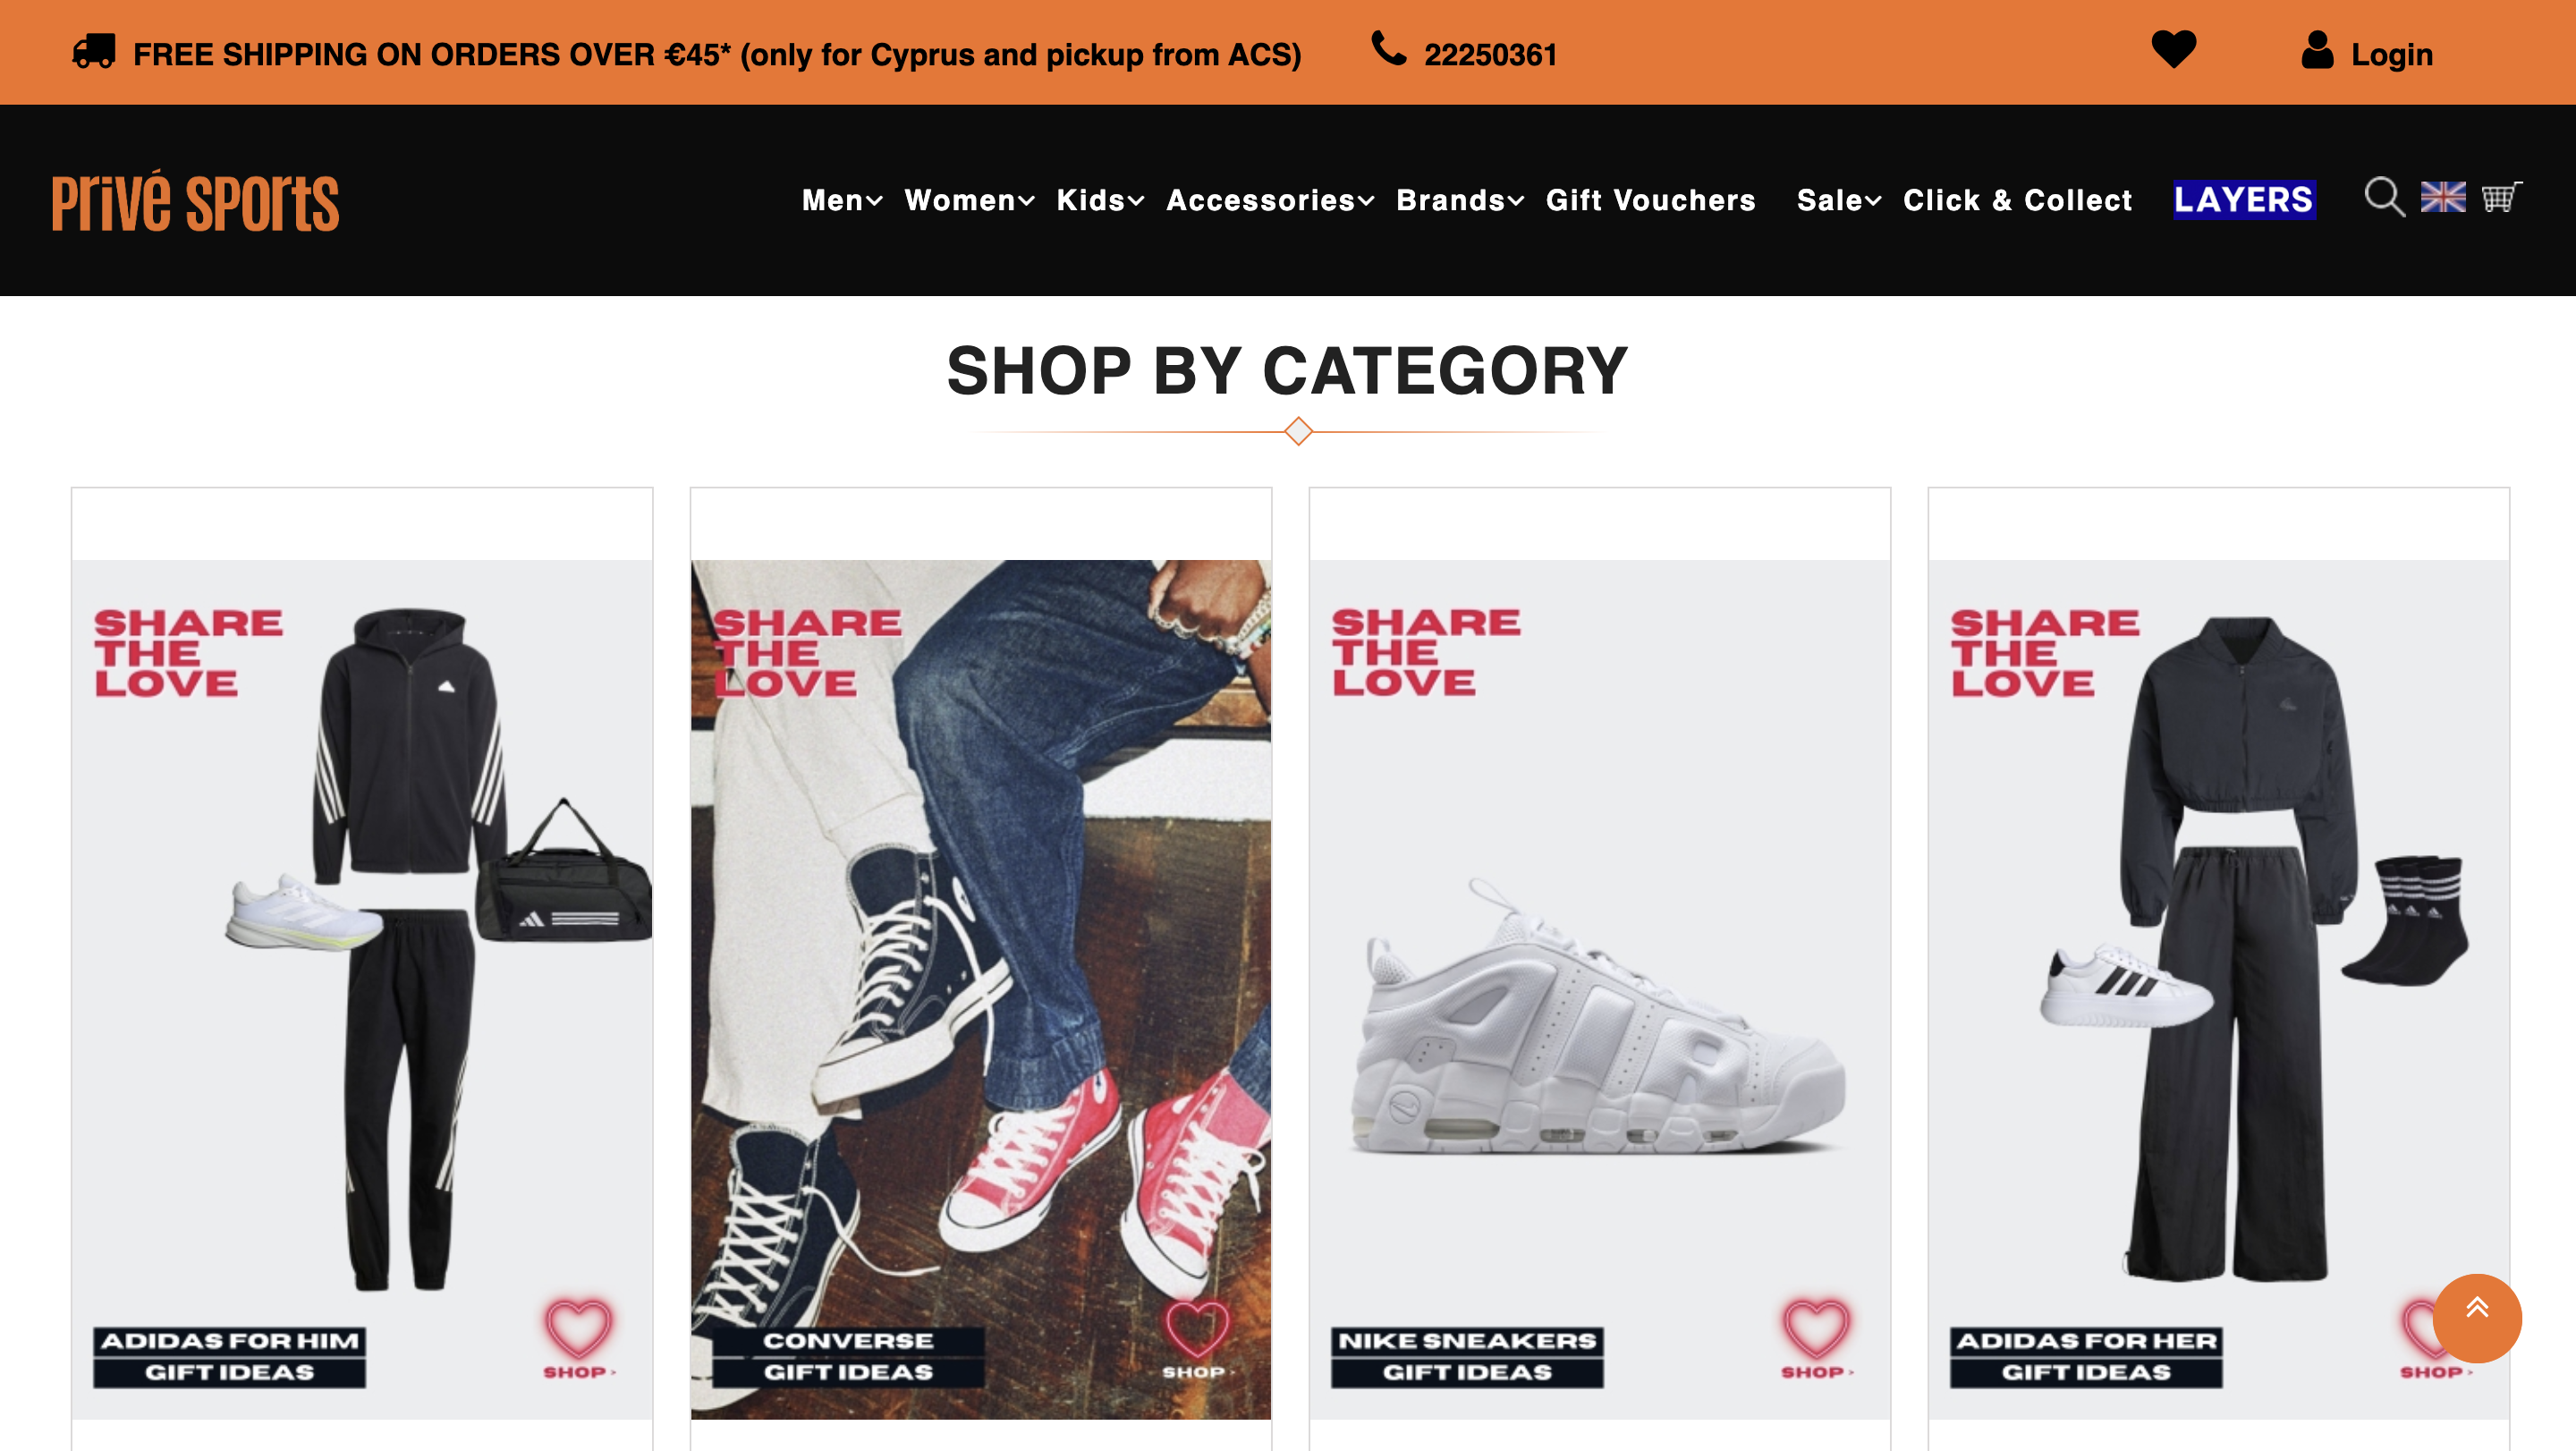 FREE SHIPPING ON ORDERS OVER €45* (only for Cyprus and pickup from ACS)
22250361
Login
Privé SPOrtS
Men
Women
Kids
Accessories
Brands
Gift Vouchers
Sale
Click & Collect
LAYERS
SHOP BY CATEGORY
SHARE
THE
LOVE
ADIDAS FOR HIM
GIFT IDEAS
SHOP >
SHARE
THE
LOVE
CONVERSE
GIFT IDEAS
SHOP >
SHARE
THE
LOVE
NIKE SNEAKERS
GIFT IDEAS
SHOP >
SHARE
THE
LOVE
ADIDAS FOR HER
GIFT IDEAS
SHOP >